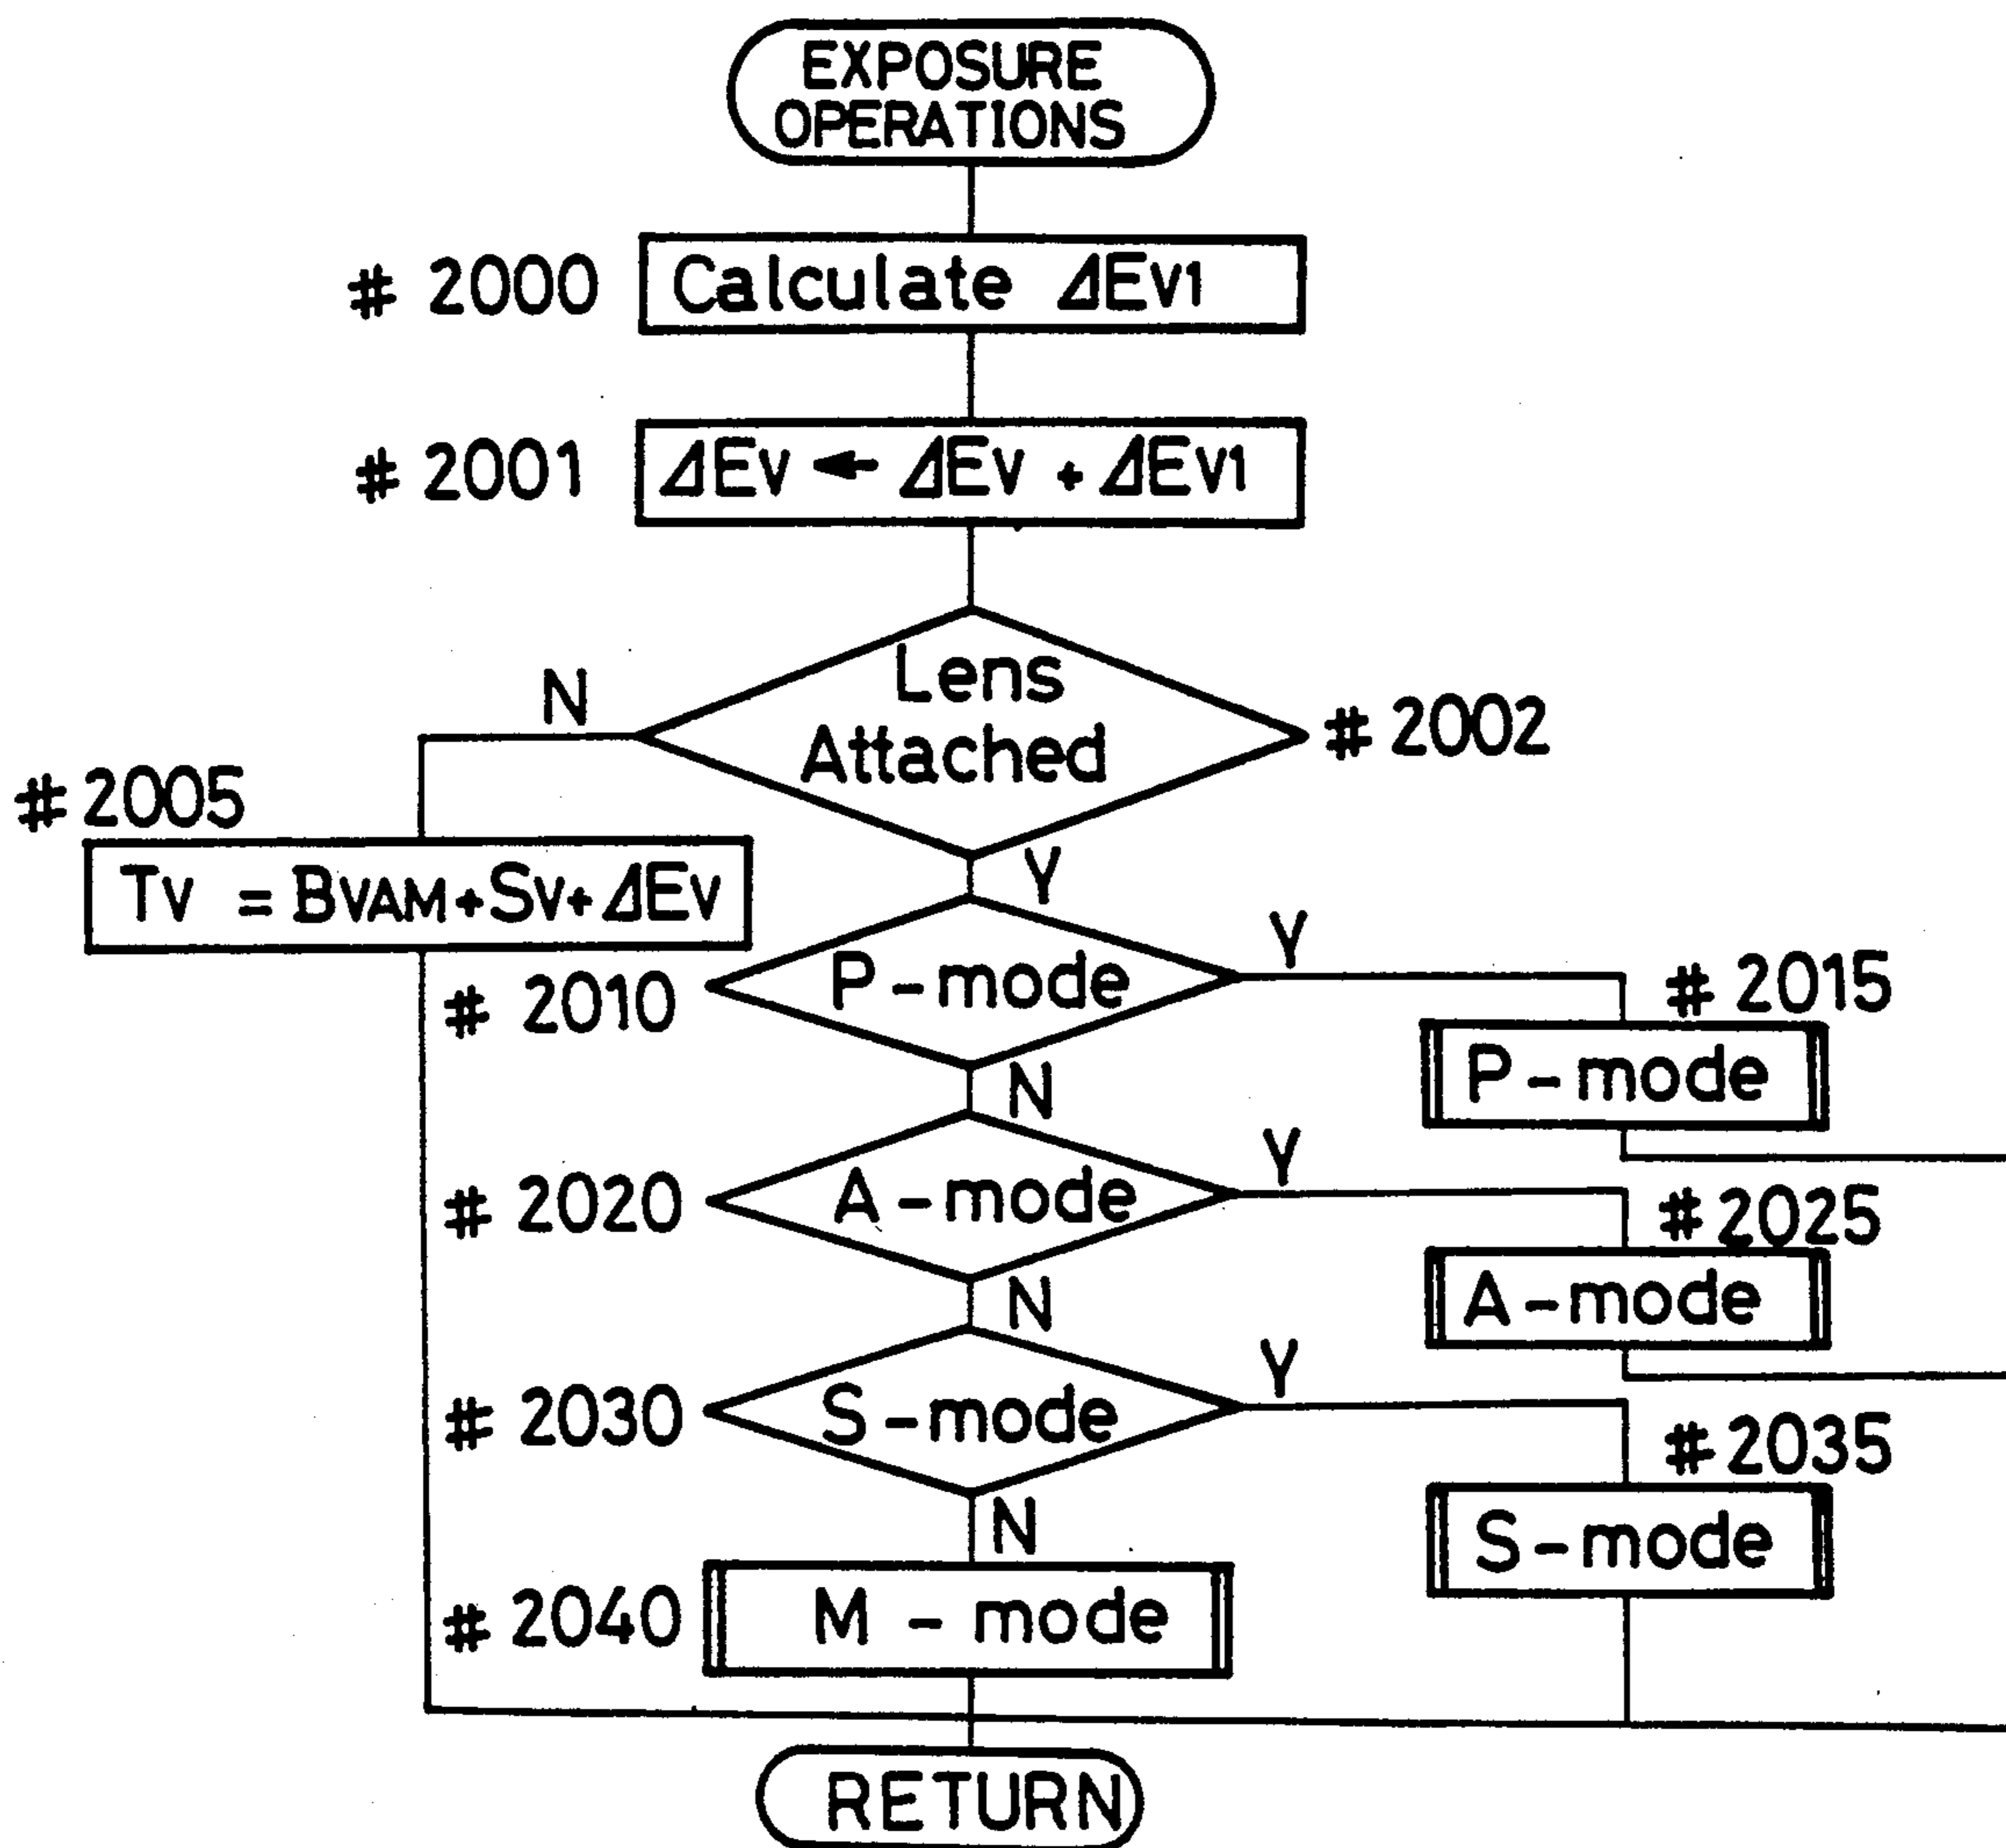 EXPOSURE
OPERATIONS
# 2000
Calculate ΔEv1
# 2001
ΔEv ← ΔEv + ΔEv1
Lens
Attached
# 2002
N
Y
# 2005
Tv = BVAM + Sv + ΔEv
# 2010
P-mode
Y
N
# 2015
P-mode
# 2020
A-mode
Y
N
# 2025
A-mode
# 2030
S-mode
Y
N
# 2035
S-mode
# 2040
M-mode
RETURN